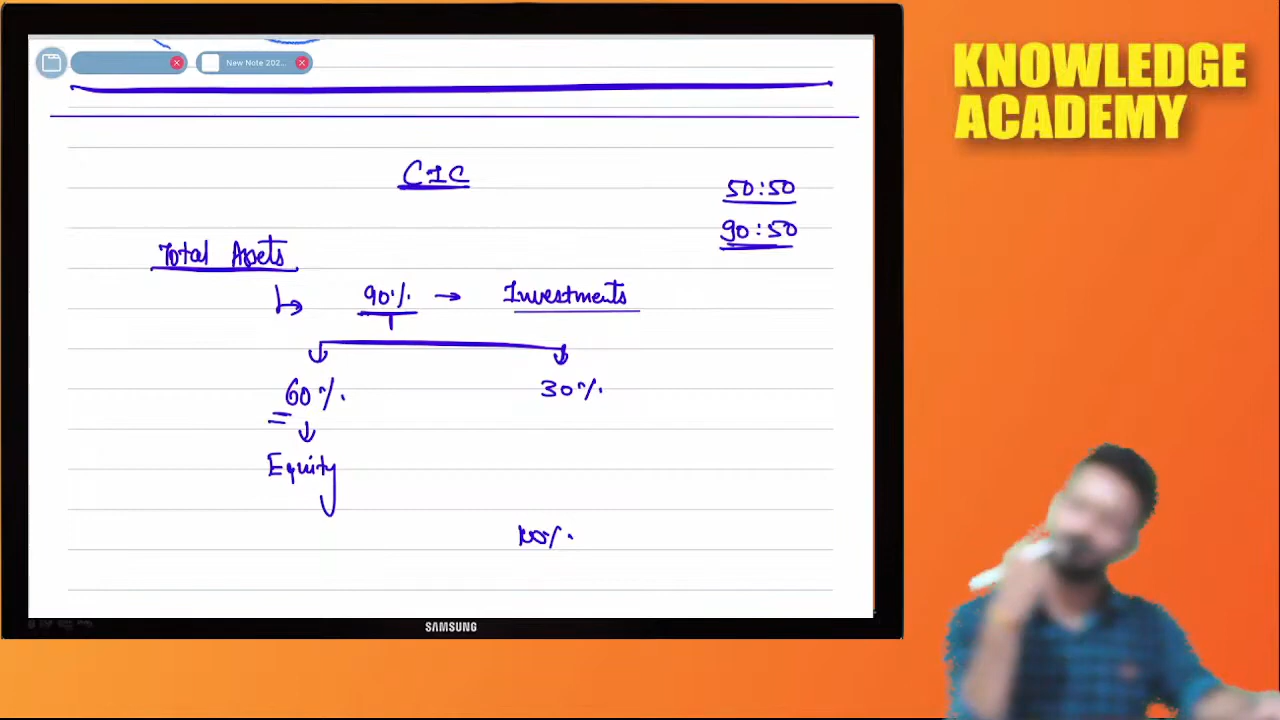 KNOWLEDGE
ACADEMY
New Note 202...
CIC
50:50
90:50
Total Assets
90% → Investments
60%
30%
Equity
100%
SAMSUNG